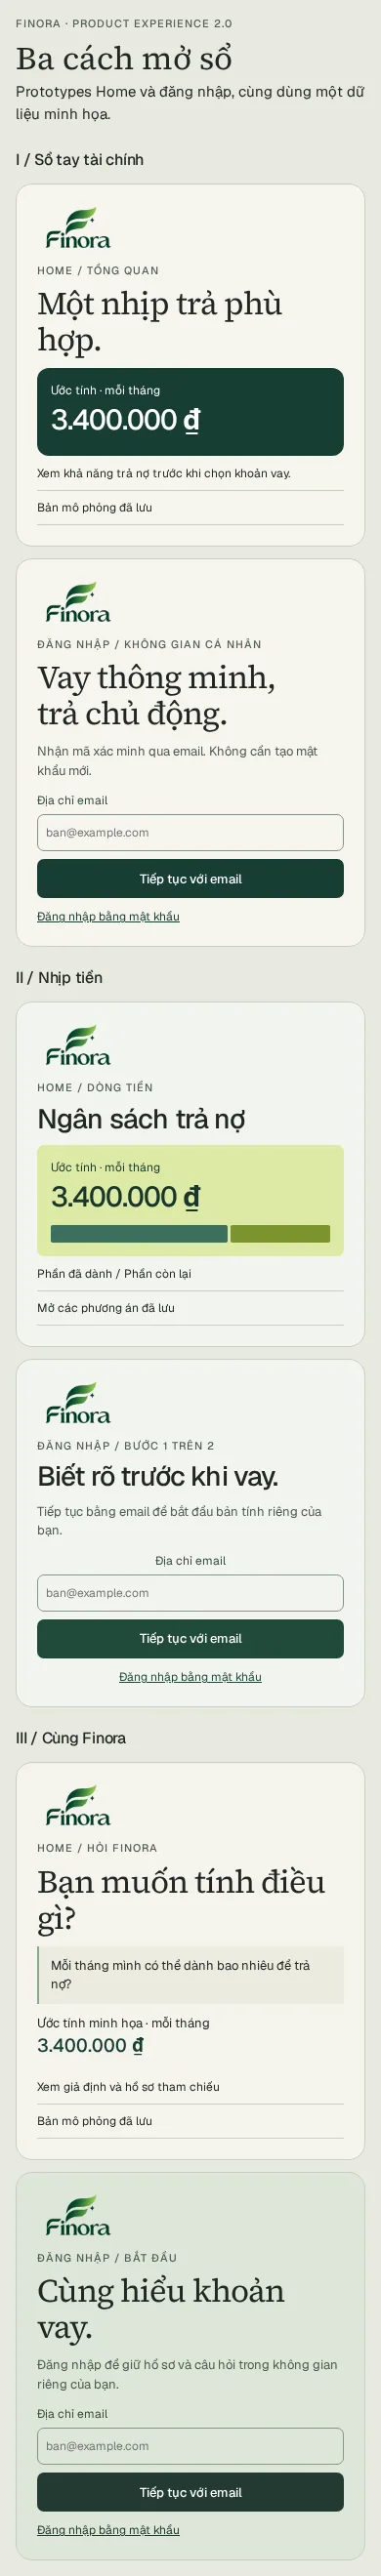 FINORA · PRODUCT EXPERIENCE 2.0
Ba cách mở sổ
Prototypes Home và đăng nhập, cùng dùng một dữ
liệu minh họa.
I / Sổ tay tài chính
Finora
HOME / TỔNG QUAN
Một nhịp trả phù
hợp.
Ước tính · mỗi tháng
3.400.000 ₫
Xem khả năng trả nợ trước khi chọn khoản vay.
Bản mô phỏng đã lưu
Finora
ĐĂNG NHẬP / KHÔNG GIAN CÁ NHÂN
Vay thông minh,
trả chủ động.
Nhận mã xác minh qua email. Không cần tạo mật
khẩu mới.
Địa chỉ email
ban@example.com
Tiếp tục với email
Đăng nhập bằng mật khẩu
II / Nhịp tiền
Finora
HOME / DÒNG TIỀN
Ngân sách trả nợ
Ước tính · mỗi tháng
3.400.000 ₫
Phần đã dành / Phần còn lại
Mở các phương án đã lưu
Finora
ĐĂNG NHẬP / BƯỚC 1 TRÊN 2
Biết rõ trước khi vay.
Tiếp tục bằng email để bắt đầu bản tính riêng của
bạn.
Địa chỉ email
ban@example.com
Tiếp tục với email
Đăng nhập bằng mật khẩu
III / Cùng Finora
Finora
HOME / HỎI FINORA
Bạn muốn tính điều
gì?
Mỗi tháng mình có thể dành bao nhiêu để trả
nợ?
Ước tính minh họa · mỗi tháng
3.400.000 ₫
Xem giả định và hồ sơ tham chiếu
Bản mô phỏng đã lưu
Finora
ĐĂNG NHẬP / BẮT ĐẦU
Cùng hiểu khoản
vay.
Đăng nhập để giữ hồ sơ và câu hỏi trong không gian
riêng của bạn.
Địa chỉ email
ban@example.com
Tiếp tục với email
Đăng nhập bằng mật khẩu